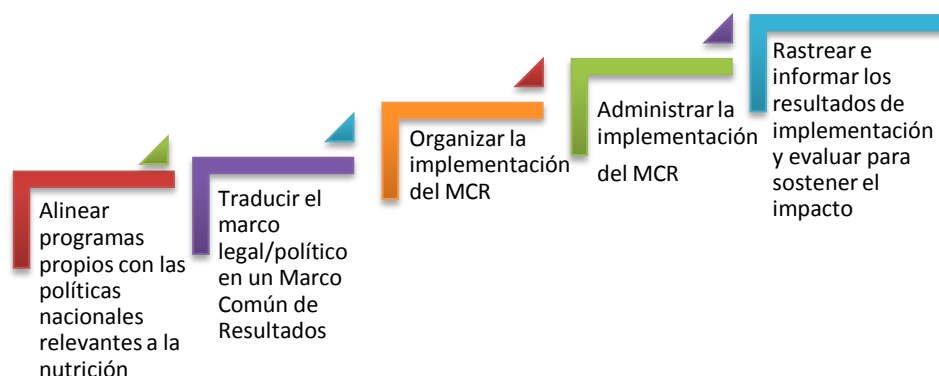 Alinear
programas
propios con las
políticas
nacionales
relevantes a la
nutrición
Traducir el
marco
legal/político
en un Marco
Común de
Resultados
Organizar la
implementación
del MCR
Administrar la
implementación
del MCR
Rastrear e
informar los
resultados de
implementación
y evaluar para
sostener el
impacto